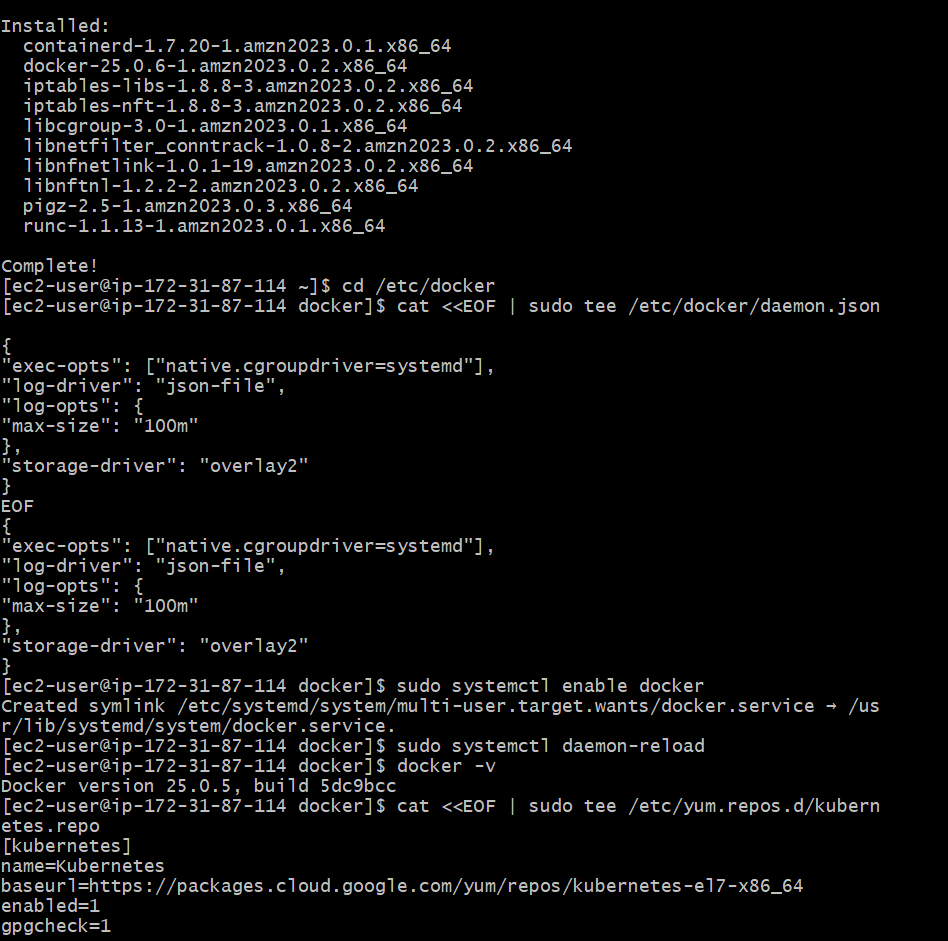 Installed:
  containerd-1.7.20-1.amzn2023.0.1.x86_64
  docker-25.0.6-1.amzn2023.0.2.x86_64
  iptables-libs-1.8.8-3.amzn2023.0.2.x86_64
  iptables-nft-1.8.8-3.amzn2023.0.2.x86_64
  libcgroup-3.0-1.amzn2023.0.1.x86_64
  libnetfilter_conntrack-1.0.8-2.amzn2023.0.2.x86_64
  libnfnetlink-1.0.1-19.amzn2023.0.2.x86_64
  libnftnl-1.2.2-2.amzn2023.0.2.x86_64
  pigz-2.5-1.amzn2023.0.3.x86_64
  runc-1.1.13-1.amzn2023.0.1.x86_64

Complete!
[ec2-user@ip-172-31-87-114 ~]$ cd /etc/docker
[ec2-user@ip-172-31-87-114 docker]$ cat <<EOF | sudo tee /etc/docker/daemon.json

{
"exec-opts": ["native.cgroupdriver=systemd"],
"log-driver": "json-file",
"log-opts": {
"max-size": "100m"
},
"storage-driver": "overlay2"
}
EOF
{
"exec-opts": ["native.cgroupdriver=systemd"],
"log-driver": "json-file",
"log-opts": {
"max-size": "100m"
},
"storage-driver": "overlay2"
}
[ec2-user@ip-172-31-87-114 docker]$ sudo systemctl enable docker
Created symlink /etc/systemd/system/multi-user.target.wants/docker.service → /us
r/lib/systemd/system/docker.service.
[ec2-user@ip-172-31-87-114 docker]$ sudo systemctl daemon-reload
[ec2-user@ip-172-31-87-114 docker]$ docker -v
Docker version 25.0.5, build 5dc9bcc
[ec2-user@ip-172-31-87-114 docker]$ cat <<EOF | sudo tee /etc/yum.repos.d/kubern
etes.repo
[kubernetes]
name=Kubernetes
baseurl=https://packages.cloud.google.com/yum/repos/kubernetes-el7-x86_64
enabled=1
gpgcheck=1